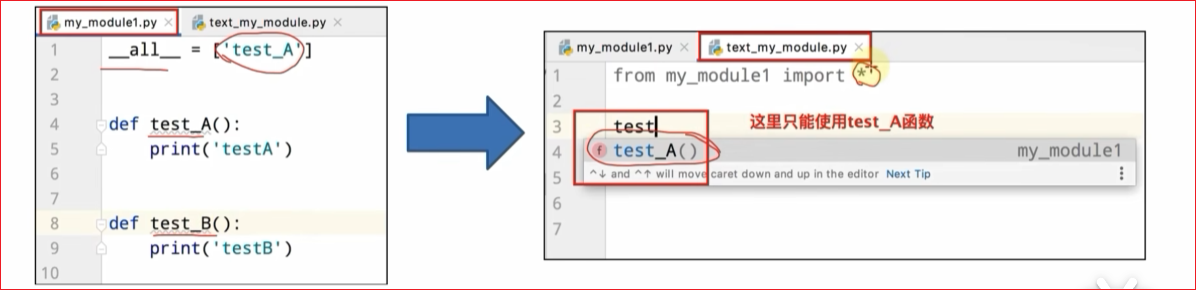 my_module1.py × text_my_module.py ×
1 __all__ = ['test_A']
2
3
4 def test_A():
5 print('testA')
6
7
8 def test_B():
9 print('testB')
10
my_module1.py × text_my_module.py ×
1 from my_module1 import *
2
3 test 这里只能使用test_A函数
4 f test_A() my_module1
5 ^↓ and ^↑ will move caret down and up in the editor Next Tip
6
7